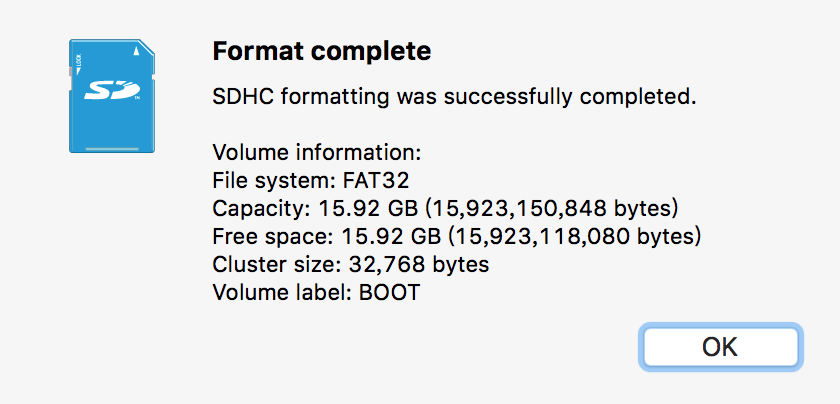 LOCK
SD
TM
Format complete
SDHC formatting was successfully completed.
Volume information:
File system: FAT32
Capacity: 15.92 GB (15,923,150,848 bytes)
Free space: 15.92 GB (15,923,118,080 bytes)
Cluster size: 32,768 bytes
Volume label: BOOT
OK